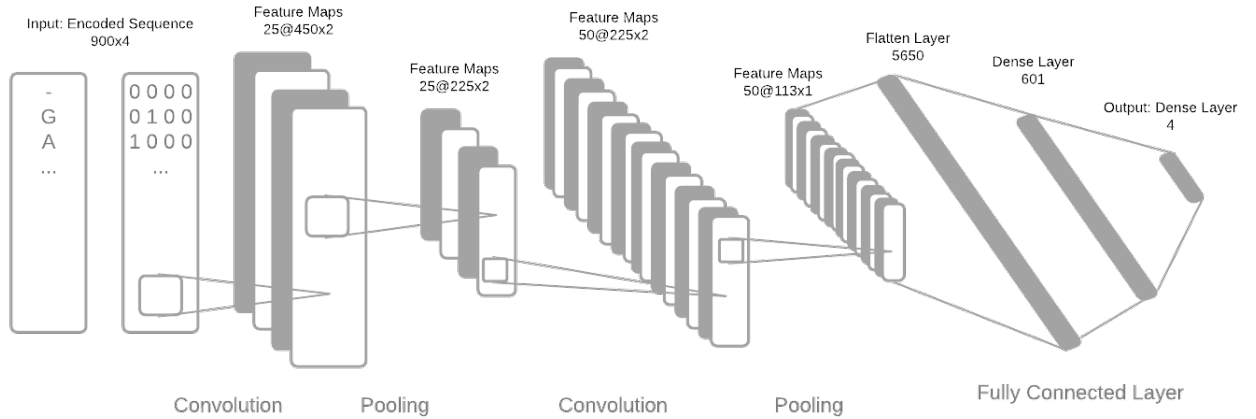 Input: Encoded Sequence
900x4
-
G
A
...
0 0 0 0
0 1 0 0
1 0 0 0
...
Feature Maps
25@450x2
Feature Maps
25@225x2
Feature Maps
50@225x2
Feature Maps
50@113x1
Flatten Layer
5650
Dense Layer
601
Output: Dense Layer
4
Convolution
Pooling
Convolution
Pooling
Fully Connected Layer